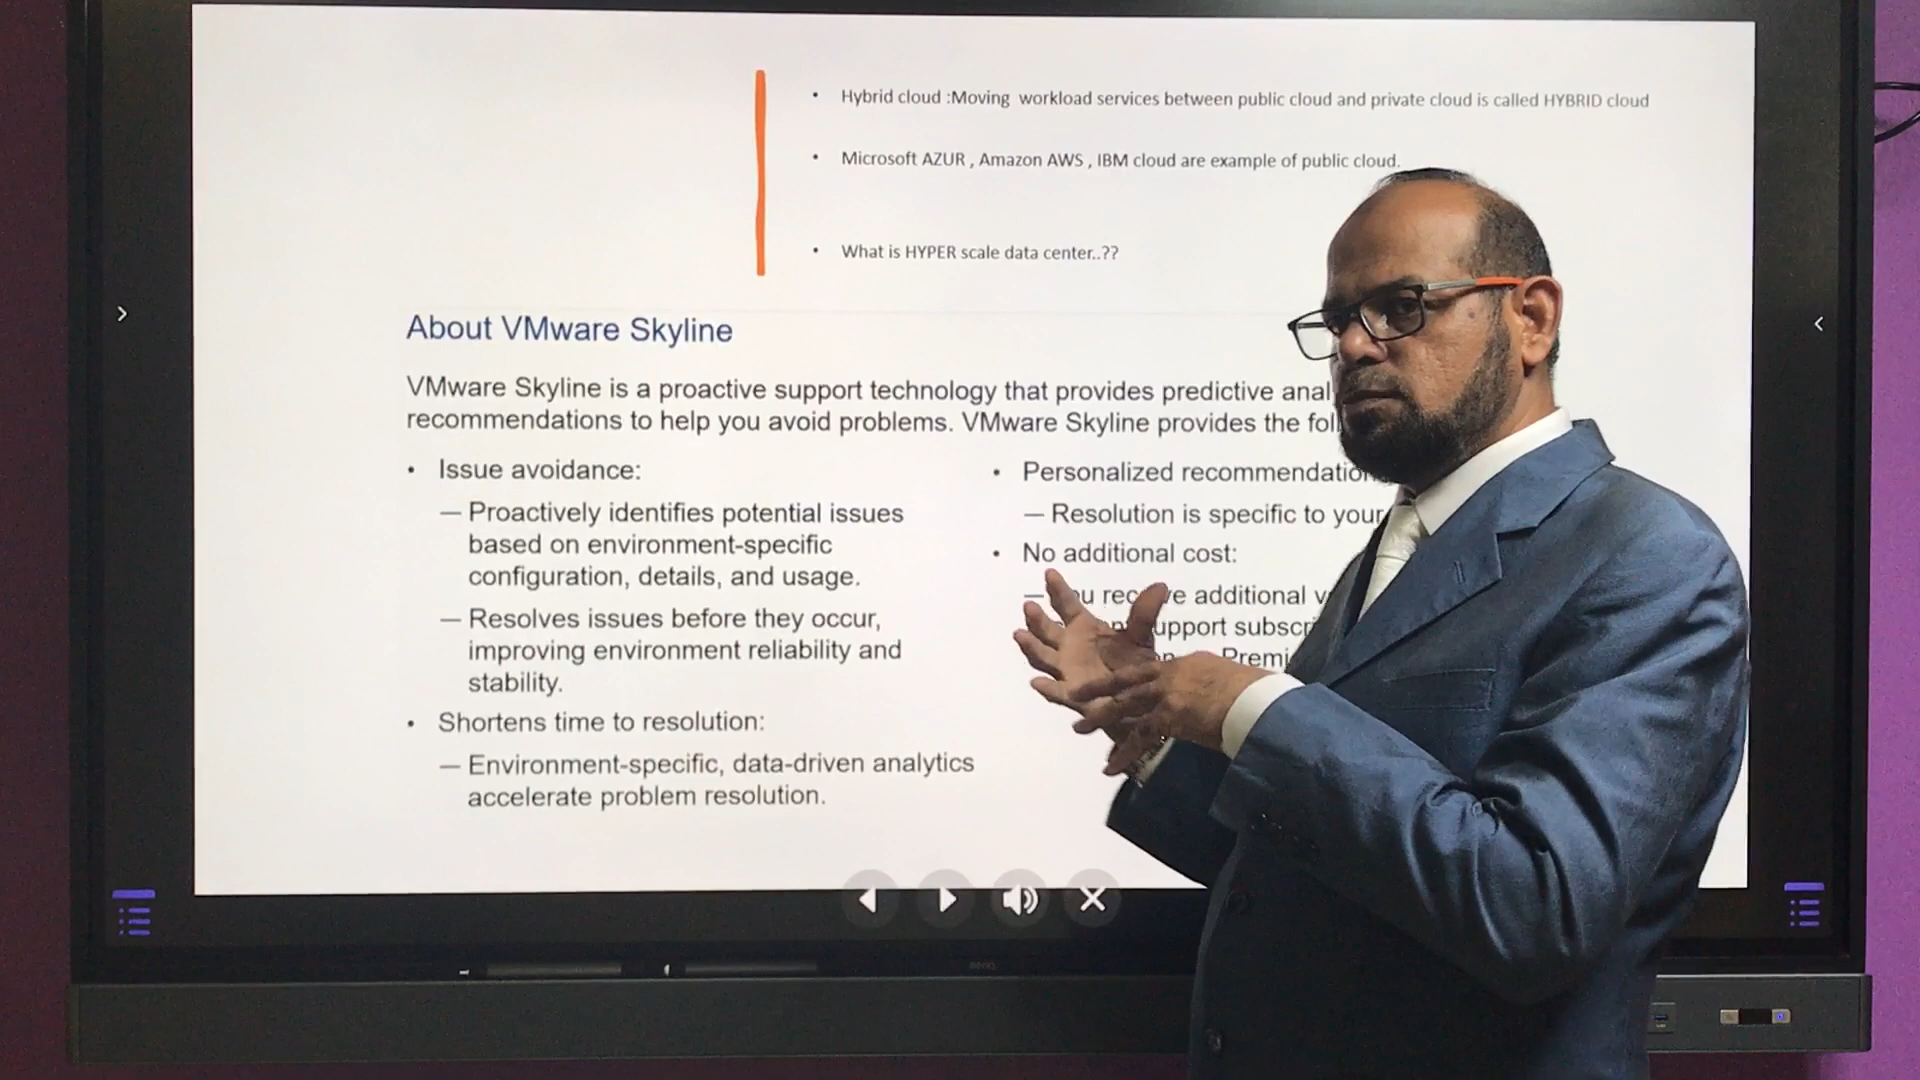 Hybrid cloud :Moving workload services between public cloud and private cloud is called HYBRID cloud
Microsoft AZUR , Amazon AWS , IBM cloud are example of public cloud.
What is HYPER scale data center..??
About VMware Skyline
VMware Skyline is a proactive support technology that provides predictive
recommendations to help you avoid problems. VMware Skyline provides the
• Issue avoidance:
— Proactively identifies potential issues
based on environment-specific
configuration, details, and usage.
— Resolves issues before they occur,
improving environment reliability and
stability.
• Shortens time to resolution:
— Environment-specific, data-driven analytics
accelerate problem resolution.
• Personalized
— Resolution is specific to your
• No additional cost:
additional
BenQ